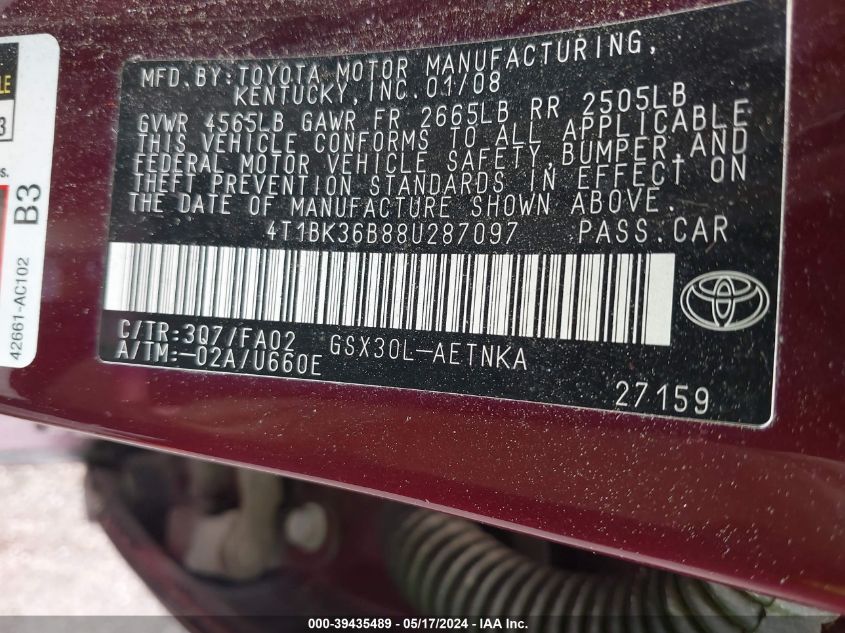 MFD. BY: TOYOTA MOTOR MANUFACTURING,
KENTUCKY, INC. 01/08
GVWR 4565LB GAWR FR 2665LB RR 2505LB
THIS VEHICLE CONFORMS TO ALL APPLICABLE
FEDERAL MOTOR VEHICLE SAFETY, BUMPER, AND
THEFT PREVENTION STANDARDS IN EFFECT ON
THE DATE OF MANUFACTURE SHOWN ABOVE.
4T1BK36B88U287097 PASS. CAR
C/TR: 3Q7/FA02 GSX30L-AETNKA
A/TM: -02A/U660E
27159
B3
42661-AC102
000-39435489 - 05/17/2024 - IAA Inc.